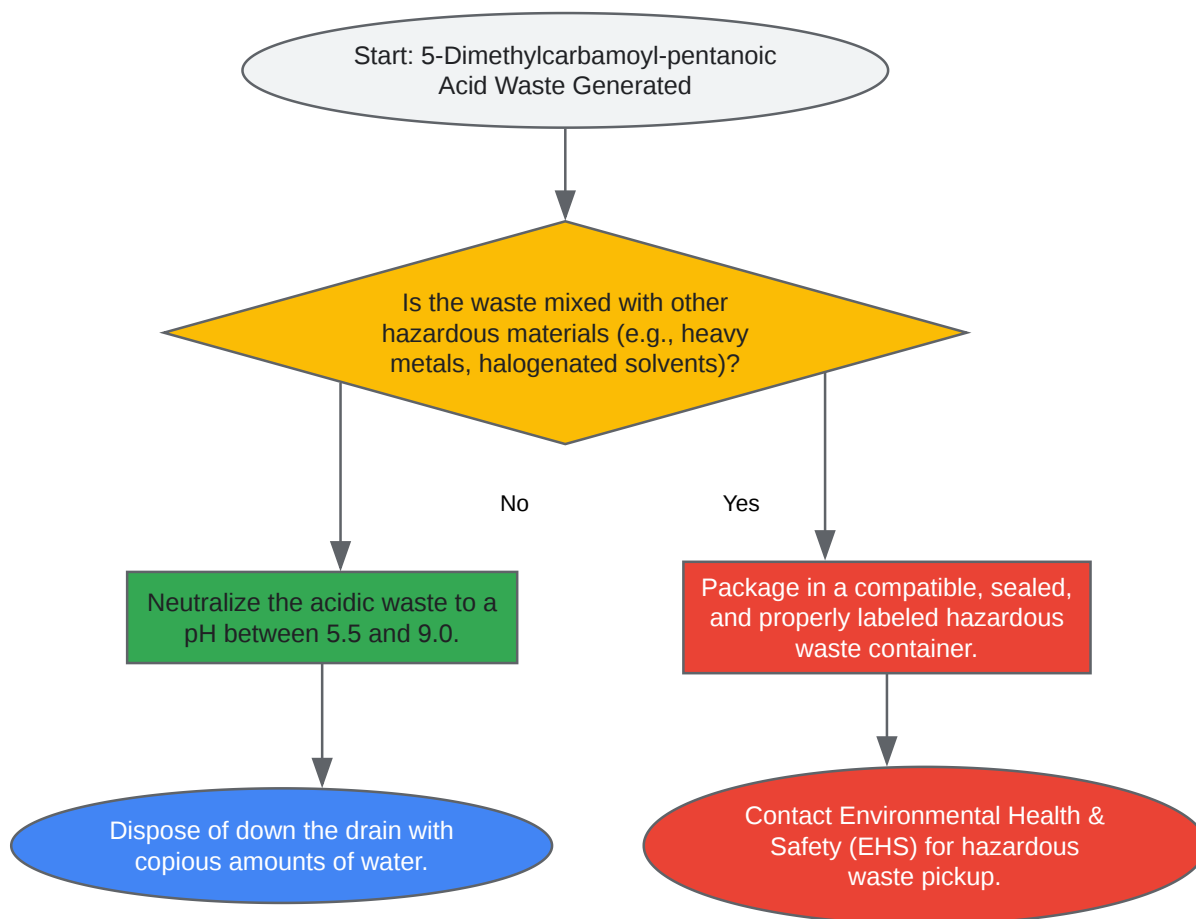 Start: 5-Dimethylcarbamoyl-pentanoic
Acid Waste Generated
Is the waste mixed with other
hazardous materials (e.g., heavy
metals, halogenated solvents)?
No
Yes
Neutralize the acidic waste to a
pH between 5.5 and 9.0.
Package in a compatible, sealed,
and properly labeled hazardous
waste container.
Dispose of down the drain with
copious amounts of water.
Contact Environmental Health &
Safety (EHS) for hazardous
waste pickup.